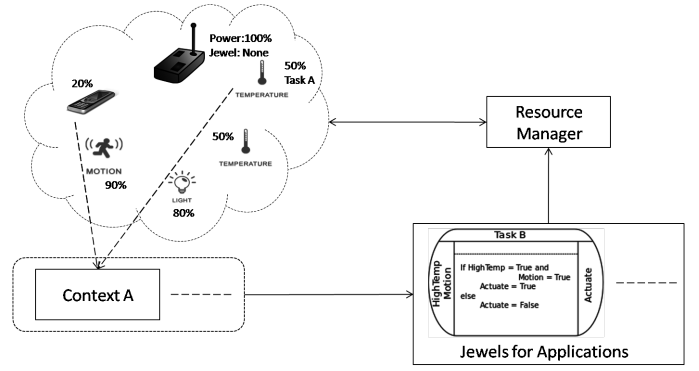 Power:100%
Jewel: None
50%
Task A
TEMPERATURE
20%
50%
TEMPERATURE
MOTION
90%
LIGHT
80%
Resource
Manager
Context A
Task B
HighTemp
Motion
If HighTemp = True and
Motion = True
Actuate = True
else
Actuate = False
Actuate
Jewels for Applications